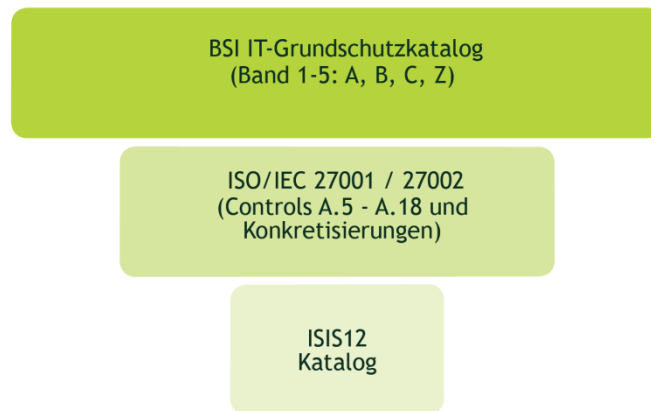 BSI IT-Grundschutzkatalog
(Band 1-5: A, B, C, Z)
ISO/IEC 27001 / 27002
(Controls A.5 - A.18 und
Konkretisierungen)
ISIS12
Katalog